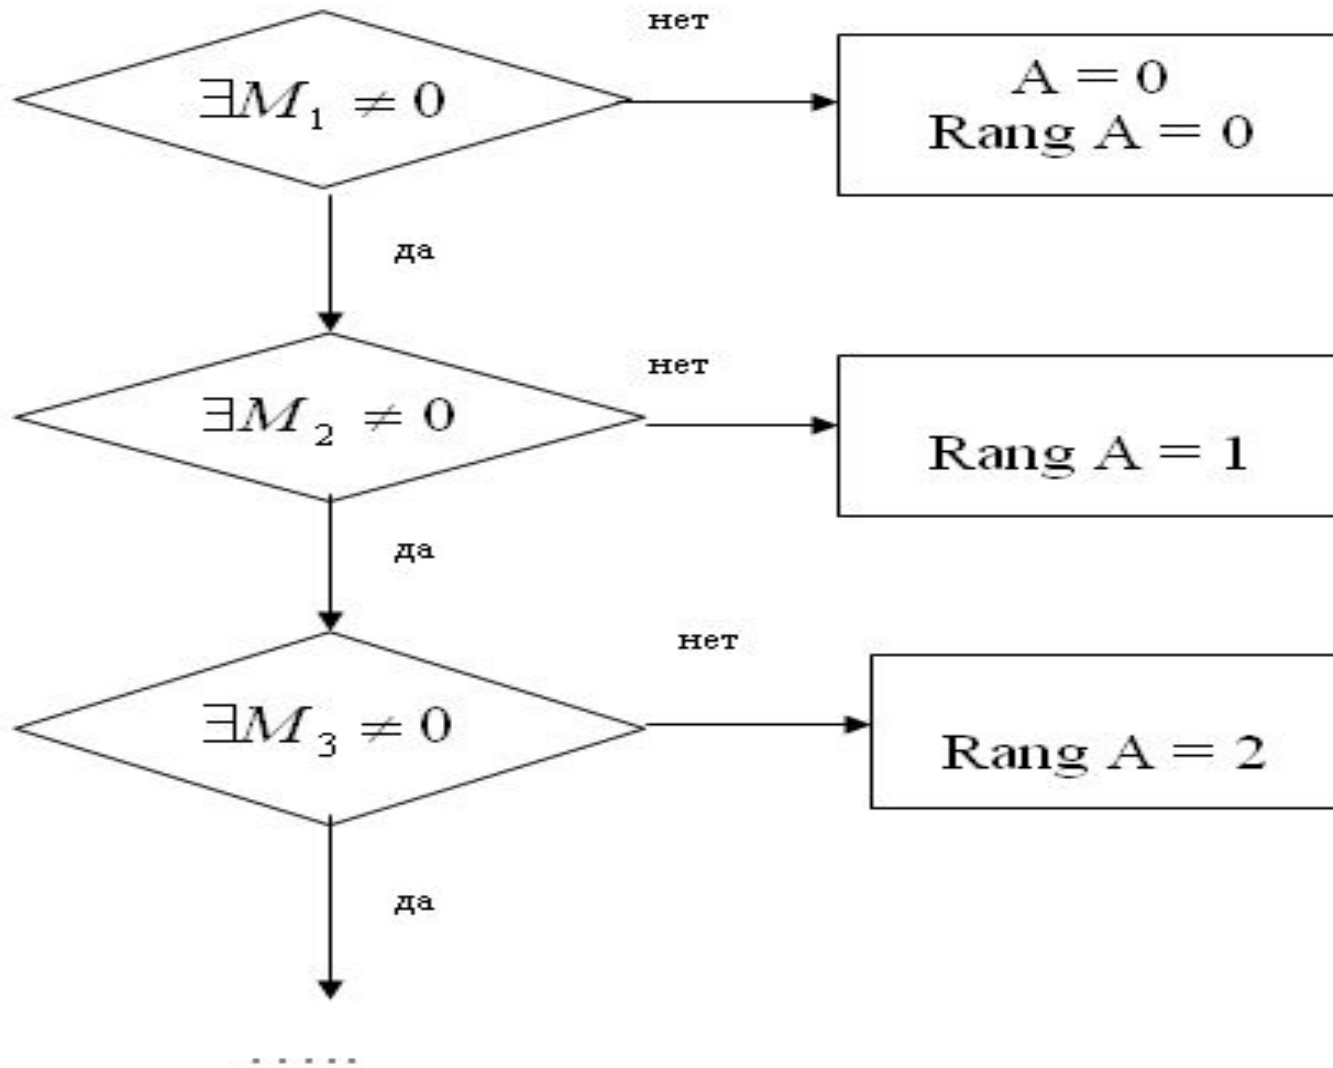 нет
∃M₁ ≠ 0
A = 0
Rang A = 0
да
нет
∃M₂ ≠ 0
Rang A = 1
да
нет
∃M₃ ≠ 0
Rang A = 2
да
.....